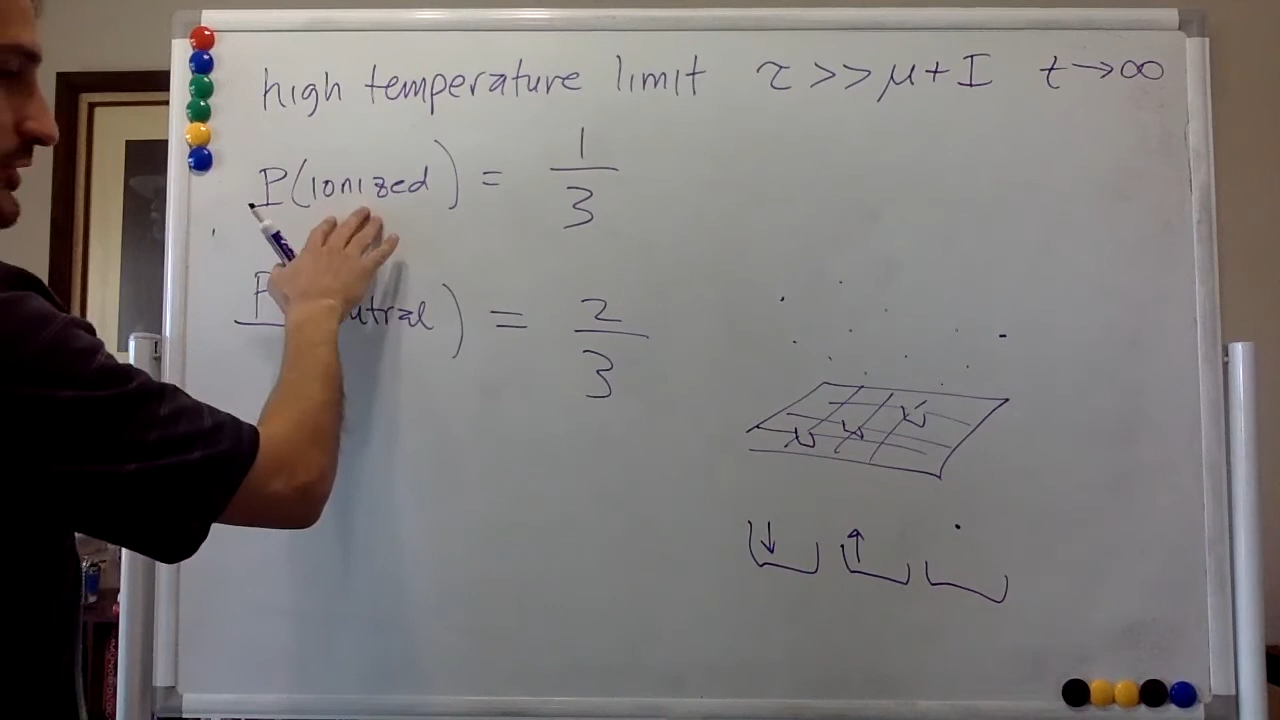 high temperature limit τ >> μ + I t → ∞
P(ionized) = 1/3
utral) = 2/3